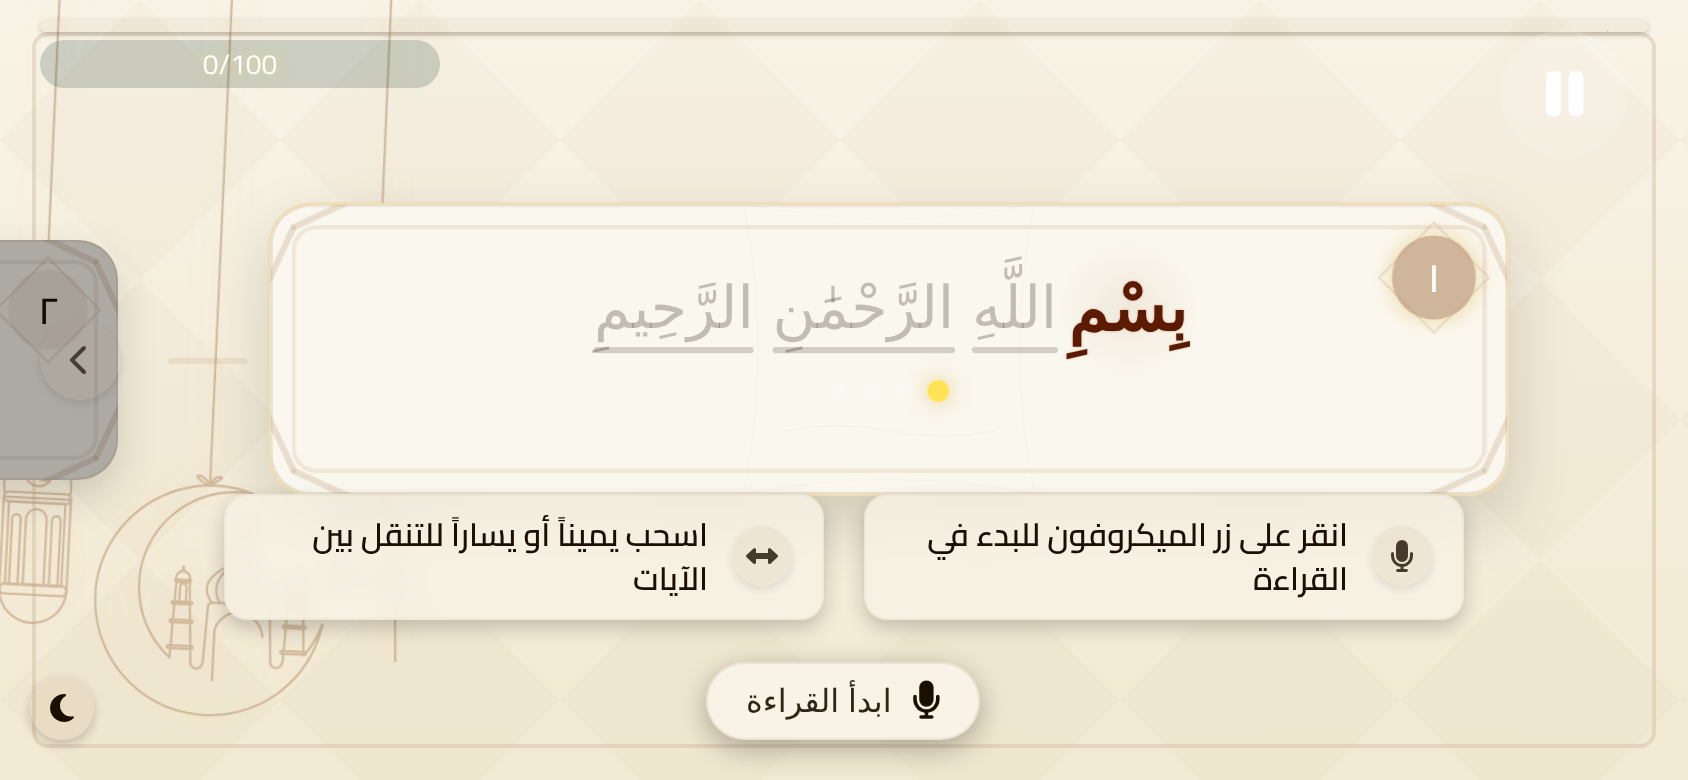 0/100
١
بِسْمِ اللَّهِ الرَّحْمَٰنِ الرَّحِيمِ
٢
انقر على زر الميكروفون للبدء في
القراءة
اسحب يميناً أو يساراً للتنقل بين
الآيات
ابدأ القراءة